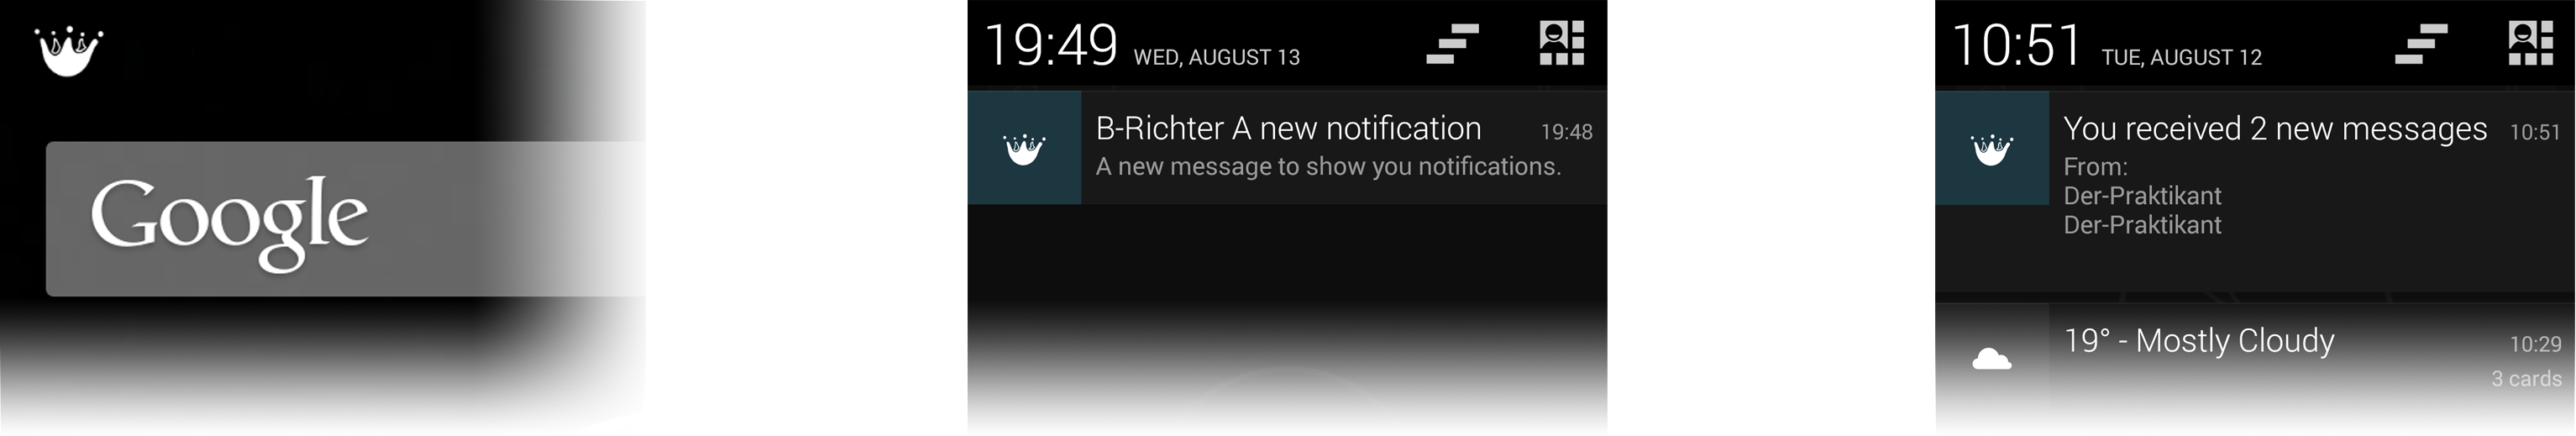 Google
19:49 WED, AUGUST 13
B-Richter A new notification 19:48
A new message to show you notifications.
10:51 TUE, AUGUST 12
You received 2 new messages 10:51
From:
Der-Praktikant
Der-Praktikant
19° - Mostly Cloudy 10:29
3 cards